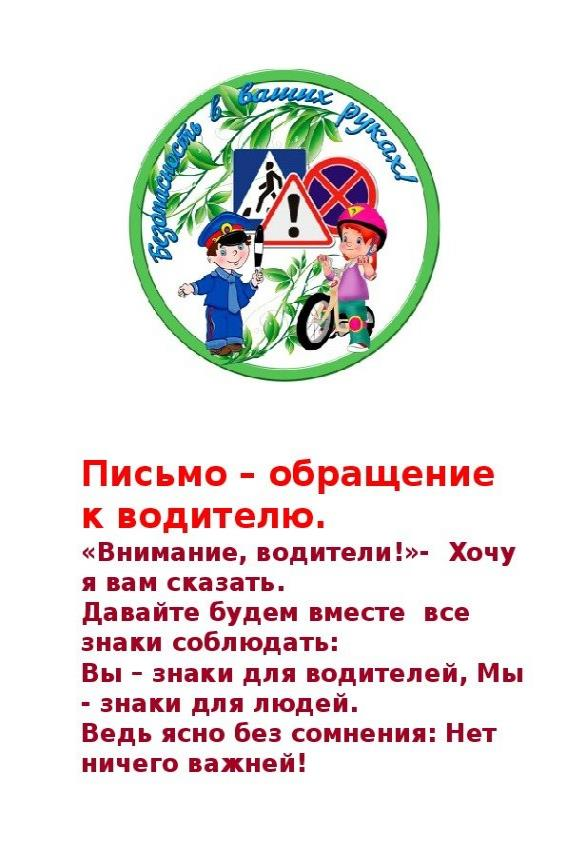 Безопасность в ваших руках!
Письмо – обращение
к водителю.
«Внимание, водители!»- Хочу
я вам сказать.
Давайте будем вместе все
знаки соблюдать:
Вы – знаки для водителей, Мы
- знаки для людей.
Ведь ясно без сомнения: Нет
ничего важней!